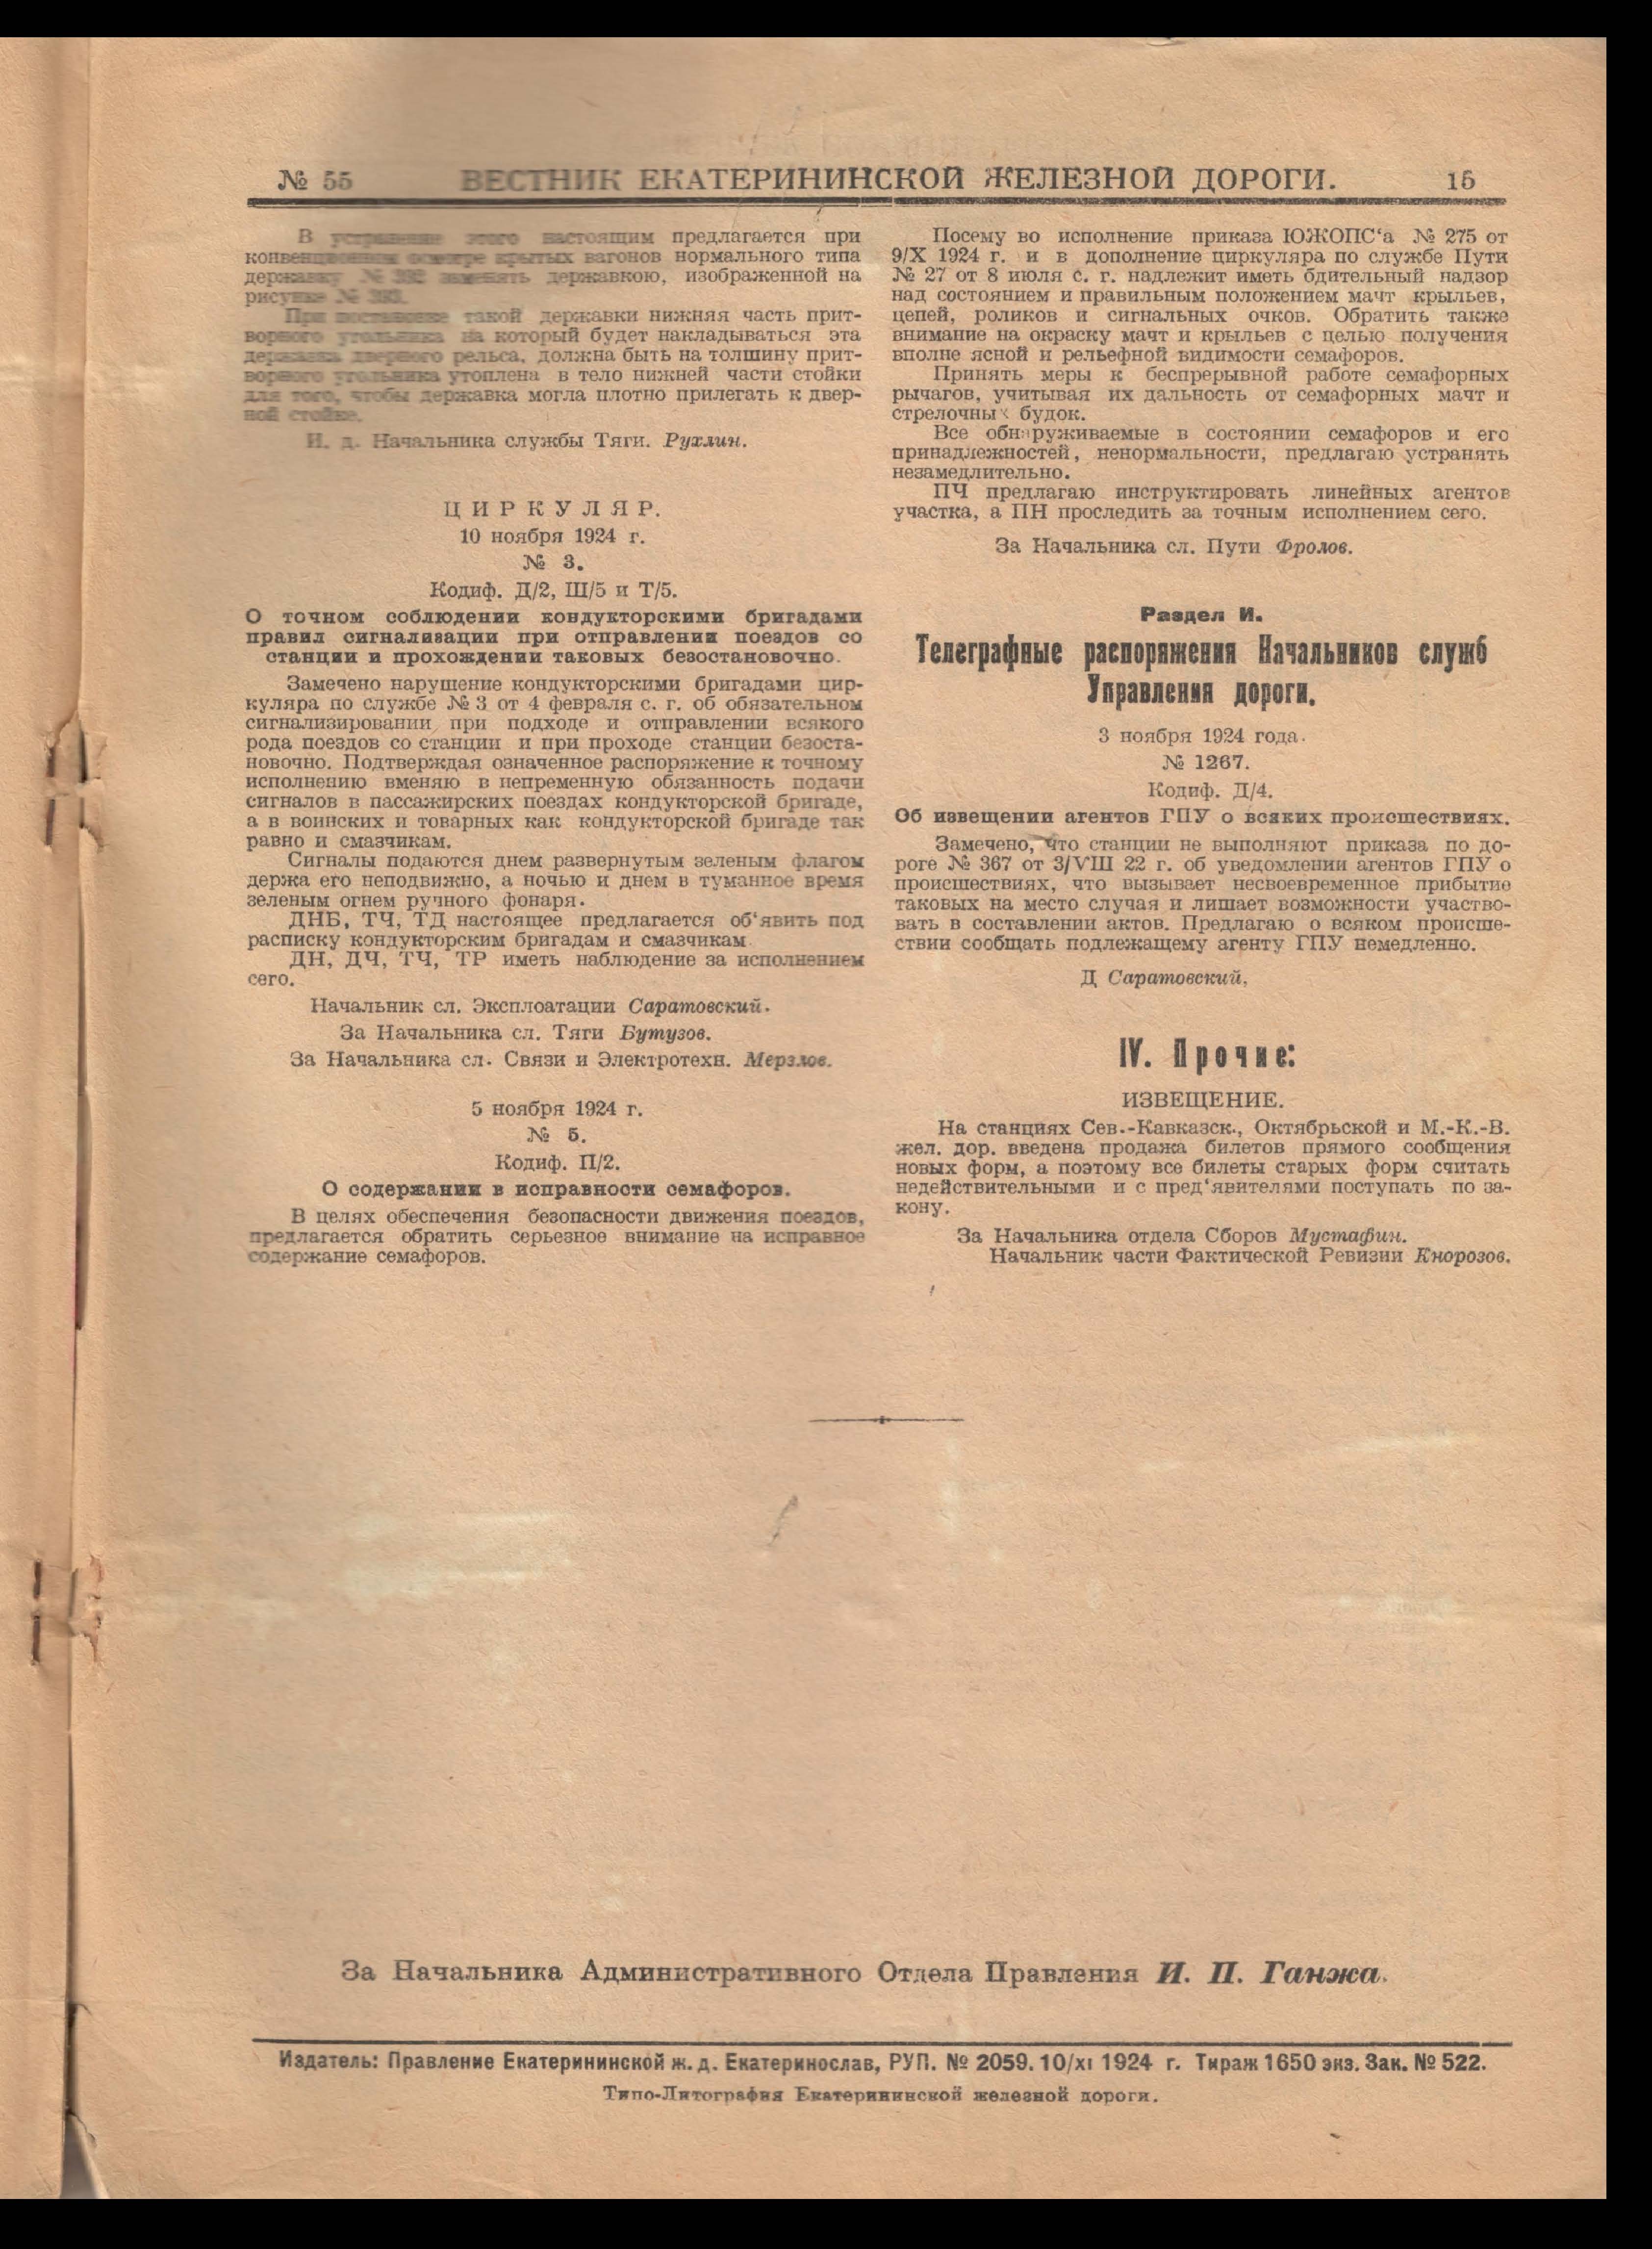 № 55 ВЕСТНИК ЕКАТЕРИНИНСКОЙ ЖЕЛЕЗНОЙ ДОРОГИ. 15
В настоящим предлагается при
крытых вагонов нормального типа
державкою, изображенной на
такой державки нижняя часть прит-
ворного угольника на который будет накладываться эта
державка дверного рельса, должна быть на толшину прит-
ворного угольника утоплена в тело нижней части стойки
для того, чтобы державка могла плотно прилегать к двер-
ной стойке.
И. д. Начальника службы Тяги. Рухлин.
ЦИРКУЛЯР.
10 ноября 1924 г.
№ 3.
Кодиф. Д/2, Ш/5 и Т/5.
О точном соблюдении кондукторскими бригадами
правил сигнализации при отправлении поездов со
станции и прохождении таковых безостановочно.
Замечено нарушение кондукторскими бригадами цир-
куляра по службе № 3 от 4 февраля с. г. об обязательном
сигнализировании при подходе и отправлении всякого
рода поездов со станции и при проходе станции безоста-
новочно. Подтверждая означенное распоряжение к точному
исполнению вменяю в непременную обязанность подачи
сигналов в пассажирских поездах кондукторской бригаде,
а в воинских и товарных как кондукторской бригаде так
равно и смазчикам.
Сигналы подаются днем развернутым зеленым флагом
держа его неподвижно, а ночью и днем в туманное время
зеленым огнем ручного фонаря.
ДНБ, ТЧ, ТД настоящее предлагается об‘явить под
расписку кондукторским бригадам и смазчикам
ДН, ДЧ, ТЧ, ТР иметь наблюдение за исполнением
сего.
Начальник сл. Эксплоатации Саратовский.
За Начальника сл. Тяги Бутузов.
За Начальника сл. Связи и Электротехн. Мерзлов.
5 ноября 1924 г.
№ 5.
Кодиф. П/2.
О содержании в исправности семафоров.
В целях обеспечения безопасности движения поездов,
предлагается обратить серьезное внимание на исправное
содержание семафоров.
Посему во исполнение приказа ЮЖОПС‘а № 275 от
9/X 1924 г. и в дополнение циркуляра по службе Пути
№ 27 от 8 июля с. г. надлежит иметь бдительный надзор
над состоянием и правильным положением мачт крыльев,
цепей, роликов и сигнальных очков. Обратить также
внимание на окраску мачт и крыльев с целью получения
вполне ясной и рельефной видимости семафоров.
Принять меры к беспрерывной работе семафорных
рычагов, учитывая их дальность от семафорных мачт и
стрелочных будок.
Все обнаруживаемые в состоянии семафоров и его
принадлежностей, ненормальности, предлагаю устранять
незамедлительно.
ПЧ предлагаю инструктировать линейных агентов
участка, а ПН проследить за точным исполнением сего.
За Начальника сл. Пути Фролов.
Раздел И.
Телеграфные распоряжения Начальников служб
Управления дороги.
3 ноября 1924 года.
№ 1267.
Кодиф. Д/4.
Об извещении агентов ГПУ о всяких происшествиях.
Замечено, что станции не выполняют приказа по до-
роге № 367 от 3/VIII 22 г. об уведомлении агентов ГПУ о
происшествиях, что вызывает несвоевременное прибытие
таковых на место случая и лишает возможности участво-
вать в составлении актов. Предлагаю о всяком происше-
ствии сообщать подлежащему агенту ГПУ немедленно.
Д Саратовский.
IV. Прочие:
ИЗВЕЩЕНИЕ.
На станциях Сев.-Кавказск., Октябрьской и М.-К.-В.
жел. дор. введена продажа билетов прямого сообщения
новых форм, а поэтому все билеты старых форм считать
недействительными и с пред‘явителями поступать по за-
кону.
За Начальника отдела Сборов Мустафин.
Начальник части Фактической Ревизии Кнорозов.
За Начальника Административного Отдела Правления И. П. Ганжа.
Издатель: Правление Екатерининской ж. д. Екатеринослав, РУП. № 2059. 10/XI 1924 г. Тираж 1650 экз. Зак. № 522.
Типо-Литография Екатерининской железной дороги.